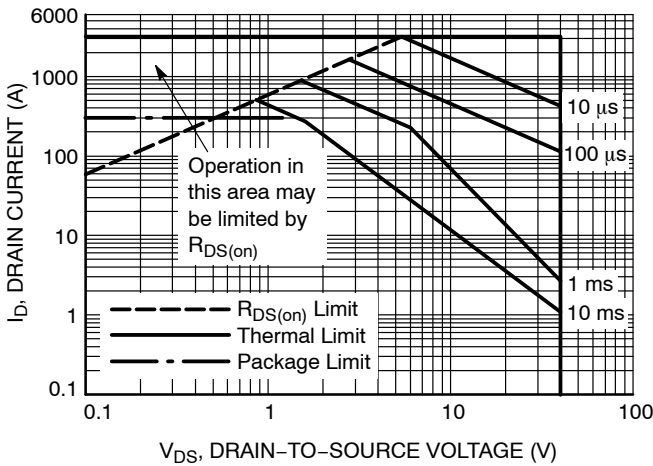 6000
1000
100
10
1
0.1
I_D, DRAIN CURRENT (A)
10 µs
100 µs
1 ms
10 ms
Operation in
this area may
be limited by
R_DS(on)
R_DS(on) Limit
Thermal Limit
Package Limit
0.1
1
10
100
V_DS, DRAIN−TO−SOURCE VOLTAGE (V)